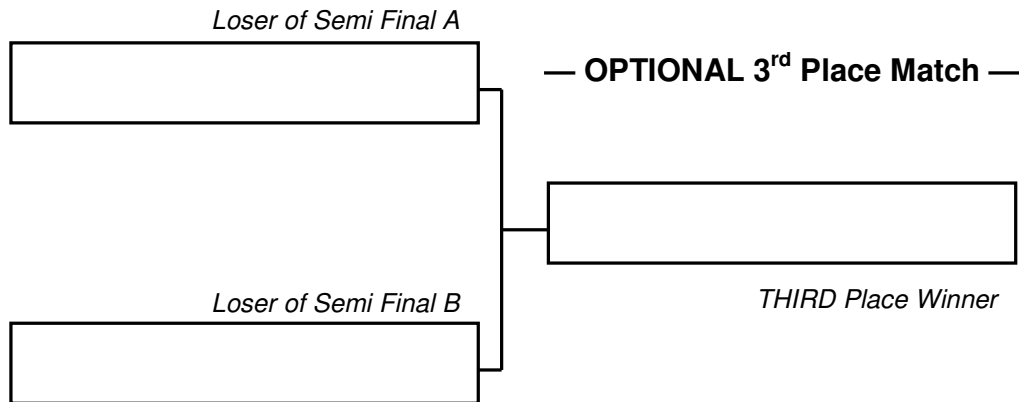 Loser of Semi Final A
— OPTIONAL 3rd Place Match —
Loser of Semi Final B
THIRD Place Winner